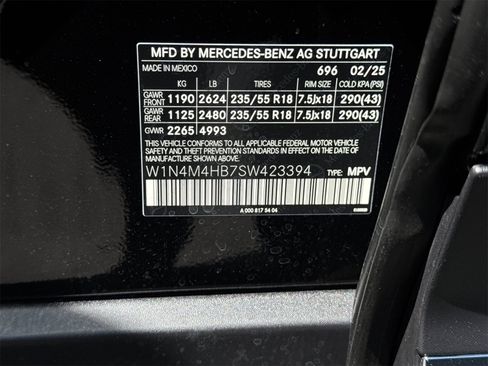 MFD BY MERCEDES-BENZ AG STUTTGART
MADE IN MEXICO 696 02/25
KG LB TIRES RIM SIZE COLD KPA (PSI)
GAWR FRONT 1190 2624 235/55 R18 7.5Jx18 290(43)
GAWR REAR 1125 2480 235/55 R18 7.5Jx18 290(43)
GVWR 2265 4993
THIS VEHICLE CONFORMS TO ALL APPLICABLE FEDERAL MOTOR VEHICLE
SAFETY AND THEFT PREVENTION STANDARDS IN EFFECT ON THE DATE OF
MANUFACTURE SHOWN ABOVE.
W1N4M4HB7SW423394 TYPE: MPV
A 000 817 54 04